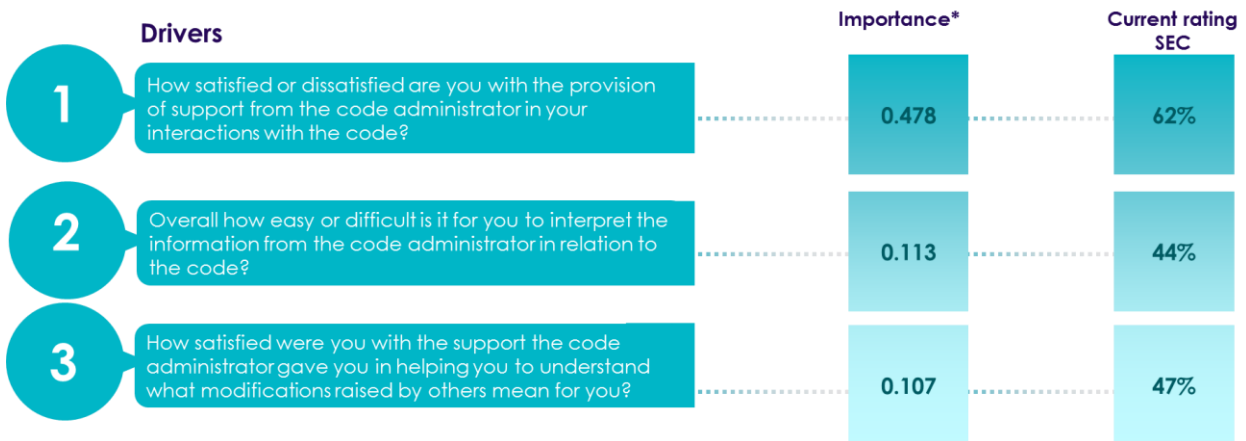 Drivers
Importance*
Current rating
SEC
1
How satisfied or dissatisfied are you with the provision
of support from the code administrator in your
interactions with the code?
0.478
62%
2
Overall how easy or difficult is it for you to interpret the
information from the code administrator in relation to
the code?
0.113
44%
3
How satisfied were you with the support the code
administrator gave you in helping you to understand
what modifications raised by others mean for you?
0.107
47%